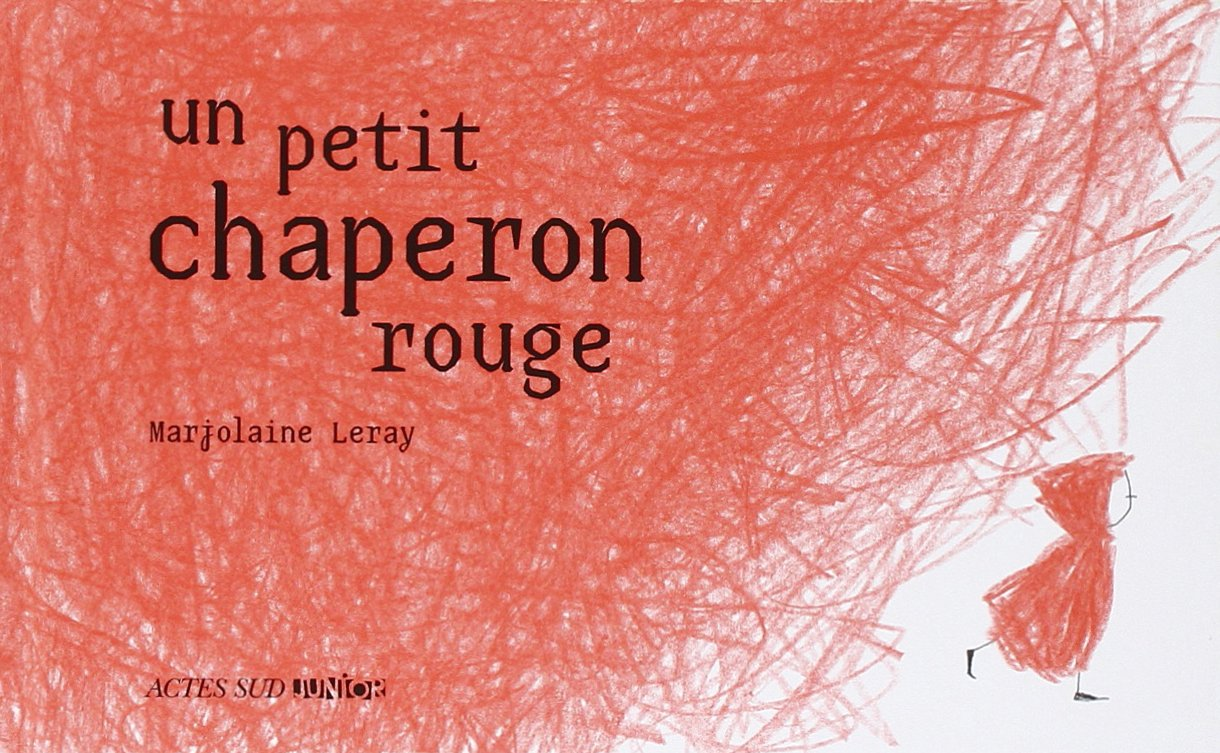 un petit
chaperon
rouge
Marjolaine Leray
ACTES SUD JUNIOR